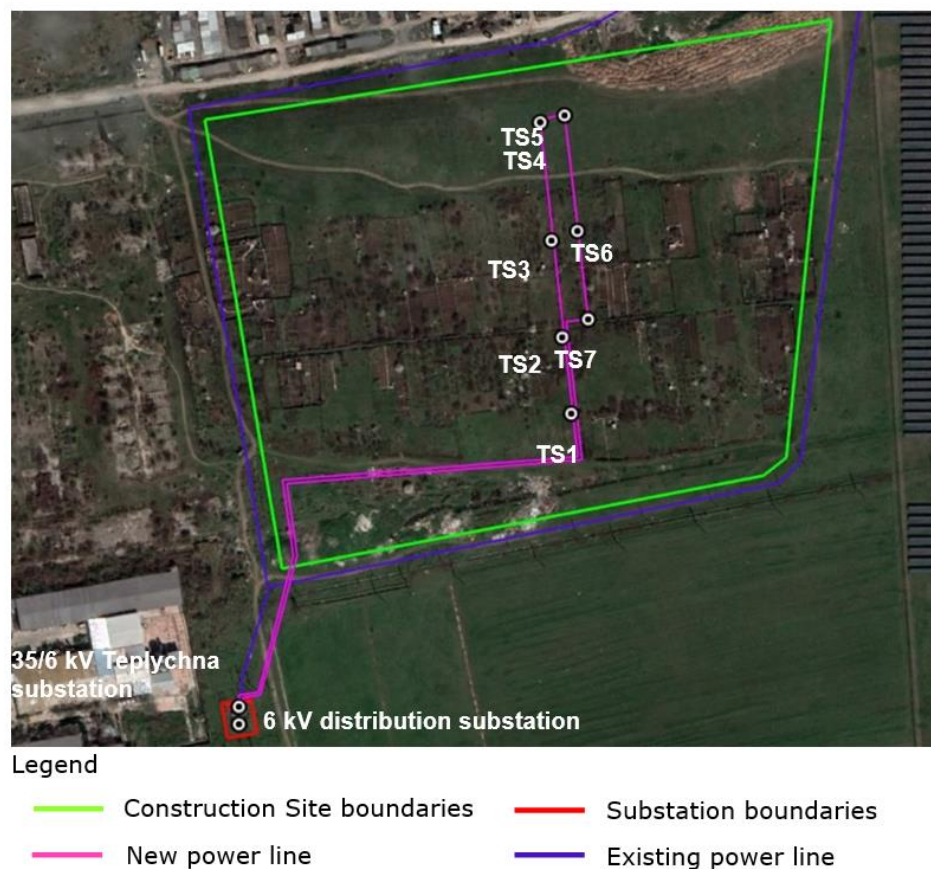 TS5
TS4
TS6
TS3
TS2
TS7
TS1
35/6 kV Teplychna
substation
6 kV distribution substation
Legend
Construction Site boundaries
Substation boundaries
New power line
Existing power line